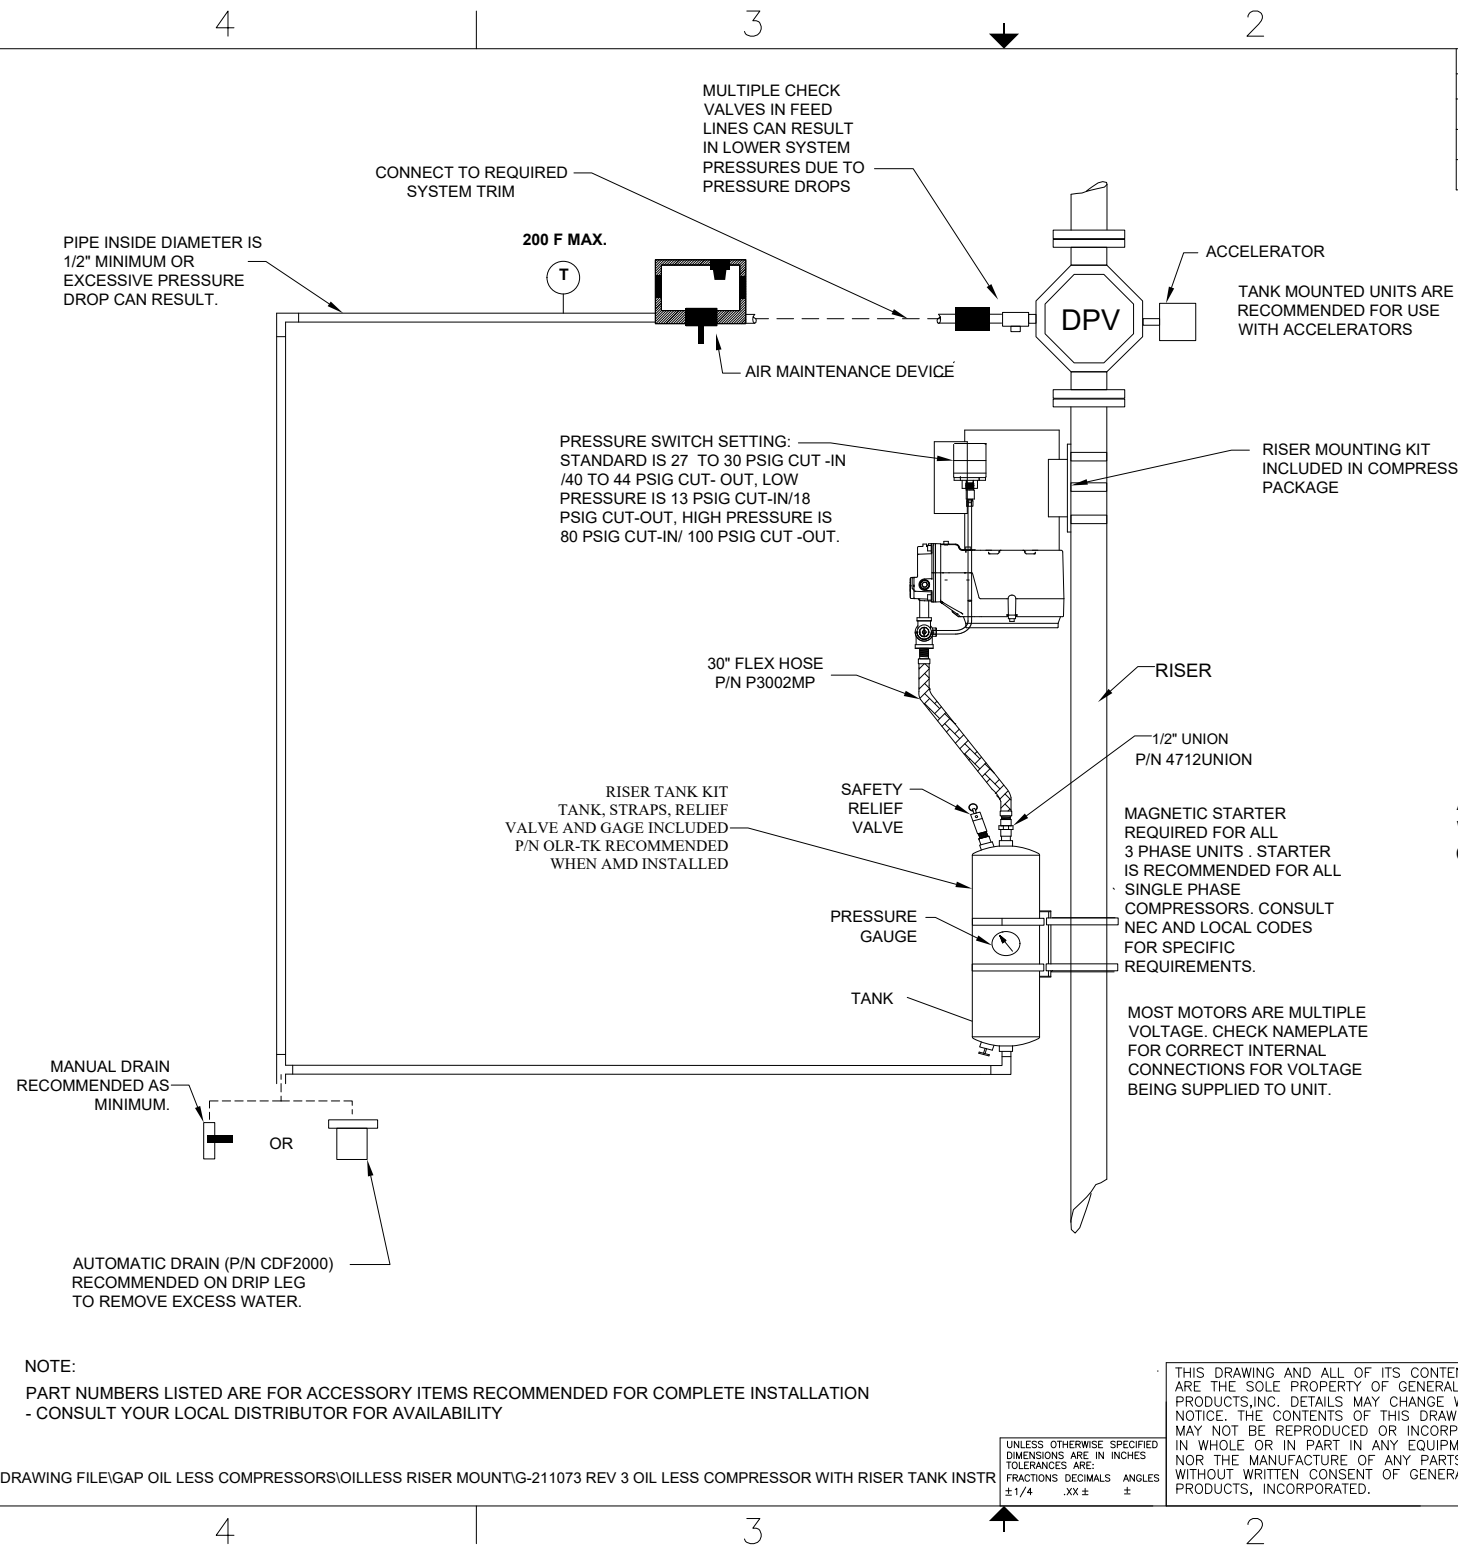 4
3
2
MULTIPLE CHECK
VALVES IN FEED
LINES CAN RESULT
IN LOWER SYSTEM
PRESSURES DUE TO
PRESSURE DROPS
CONNECT TO REQUIRED
SYSTEM TRIM
200 F MAX.
T
PIPE INSIDE DIAMETER IS
1/2" MINIMUM OR
EXCESSIVE PRESSURE
DROP CAN RESULT.
ACCELERATOR
TANK MOUNTED UNITS ARE
RECOMMENDED FOR USE
WITH ACCELERATORS
DPV
AIR MAINTENANCE DEVICE
PRESSURE SWITCH SETTING:
STANDARD IS 27 TO 30 PSIG CUT -IN
/40 TO 44 PSIG CUT- OUT, LOW
PRESSURE IS 13 PSIG CUT-IN/18
PSIG CUT-OUT, HIGH PRESSURE IS
80 PSIG CUT-IN/ 100 PSIG CUT -OUT.
RISER MOUNTING KIT
INCLUDED IN COMPRESS
PACKAGE
30" FLEX HOSE
P/N P3002MP
RISER
1/2" UNION
P/N 4712UNION
RISER TANK KIT
TANK, STRAPS, RELIEF
VALVE AND GAGE INCLUDED
P/N OLR-TK RECOMMENDED
WHEN AMD INSTALLED
SAFETY
RELIEF
VALVE
MAGNETIC STARTER
REQUIRED FOR ALL
3 PHASE UNITS . STARTER
IS RECOMMENDED FOR ALL
SINGLE PHASE
COMPRESSORS. CONSULT
NEC AND LOCAL CODES
FOR SPECIFIC
REQUIREMENTS.
PRESSURE
GAUGE
TANK
MOST MOTORS ARE MULTIPLE
VOLTAGE. CHECK NAMEPLATE
FOR CORRECT INTERNAL
CONNECTIONS FOR VOLTAGE
BEING SUPPLIED TO UNIT.
MANUAL DRAIN
RECOMMENDED AS
MINIMUM.
OR
AUTOMATIC DRAIN (P/N CDF2000)
RECOMMENDED ON DRIP LEG
TO REMOVE EXCESS WATER.
NOTE:
PART NUMBERS LISTED ARE FOR ACCESSORY ITEMS RECOMMENDED FOR COMPLETE INSTALLATION
- CONSULT YOUR LOCAL DISTRIBUTOR FOR AVAILABILITY
DRAWING FILE\GAP OIL LESS COMPRESSORS\OILLESS RISER MOUNT\G-211073 REV 3 OIL LESS COMPRESSOR WITH RISER TANK INSTR
UNLESS OTHERWISE SPECIFIED
DIMENSIONS ARE IN INCHES
TOLERANCES ARE:
FRACTIONS DECIMALS ANGLES
±1/4 .XX ± ±
THIS DRAWING AND ALL OF ITS CONTEN
ARE THE SOLE PROPERTY OF GENERAL
PRODUCTS,INC. DETAILS MAY CHANGE W
NOTICE. THE CONTENTS OF THIS DRAW
MAY NOT BE REPRODUCED OR INCORP
IN WHOLE OR IN PART IN ANY EQUIPM
NOR THE MANUFACTURE OF ANY PARTS
WITHOUT WRITTEN CONSENT OF GENERA
PRODUCTS, INCORPORATED.
4
3
2